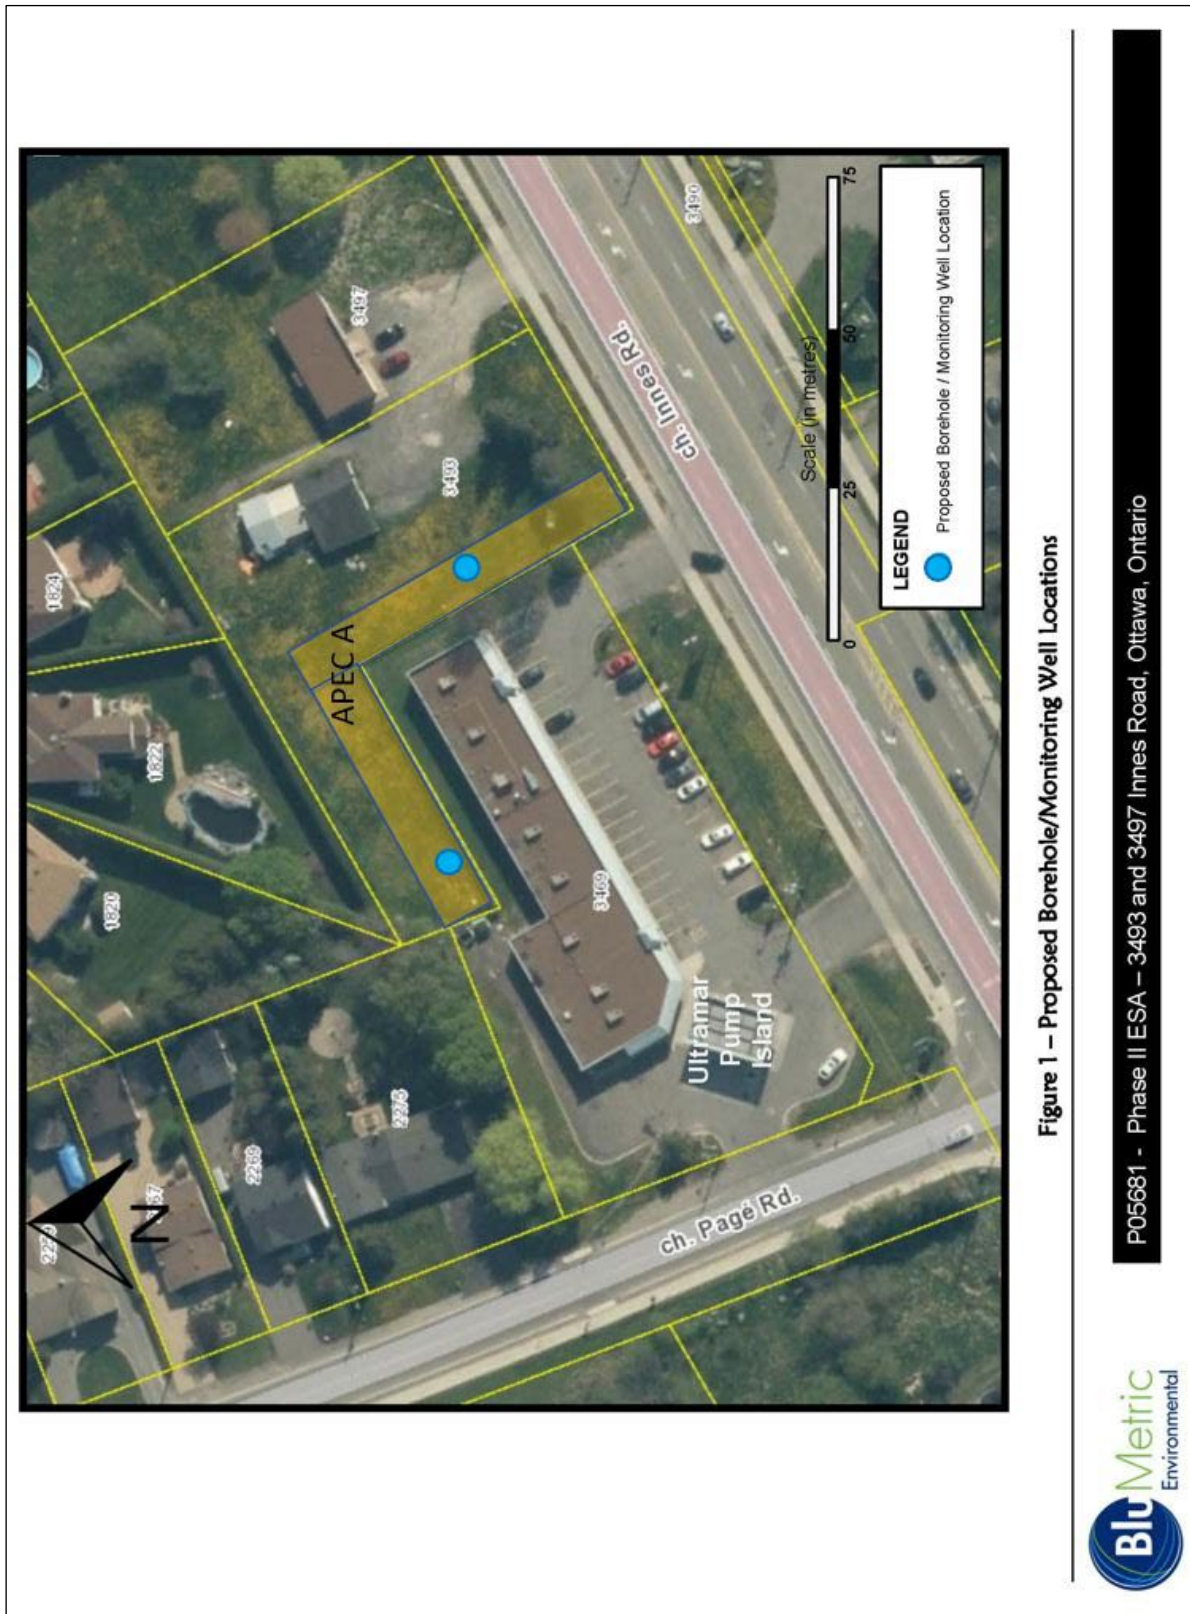 1824
1822
1820
3497
3493
APEC A
3490
2275
2269
N
3469
Ultramar
Pump
Island
ch. Innes Rd.
ch. Pagé Rd.
Scale (in metres)
0 25 50 75
LEGEND
Proposed Borehole / Monitoring Well Location
Figure 1 – Proposed Borehole/Monitoring Well Locations
P05681 - Phase II ESA – 3493 and 3497 Innes Road, Ottawa, Ontario
BluMetric
Environmental